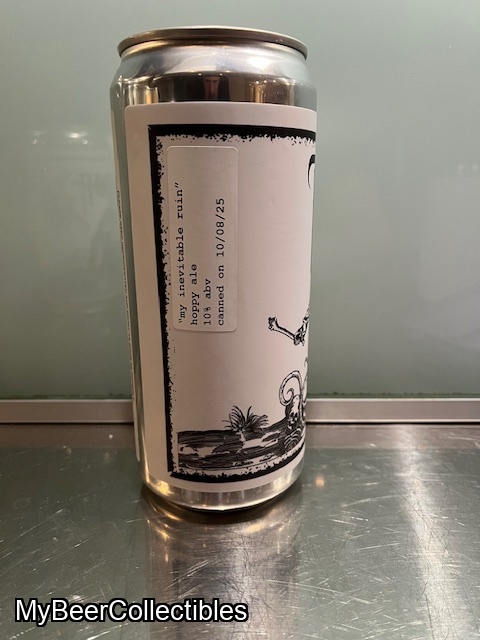 "my inevitable ruin"
hoppy ale
10% abv
canned on 10/08/25
MyBeerCollectibles